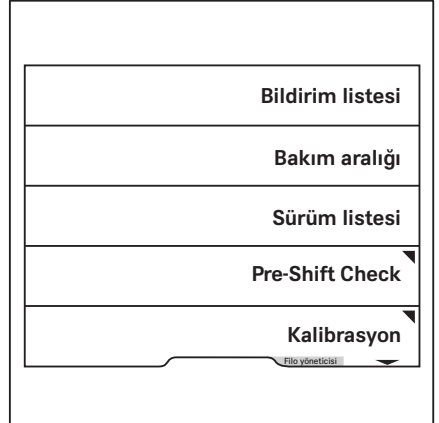 Bildirim listesi
Bakım aralığı
Sürüm listesi
Pre-Shift Check
Kalibrasyon
Filo yöneticisi